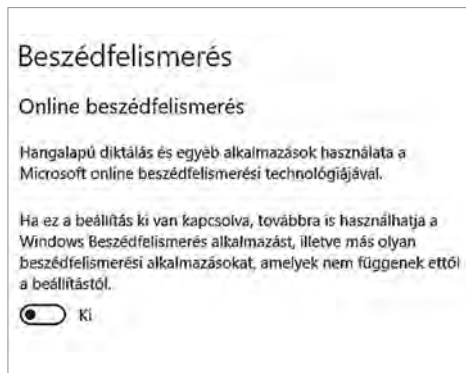 Beszédfelismerés
Online beszédfelismerés
Hangalapú diktálás és egyéb alkalmazások használata a
Microsoft online beszédfelismerési technológiájával.
Ha ez a beállítás ki van kapcsolva, továbbra is használhatja a
Windows Beszédfelismerés alkalmazást, illetve más olyan
beszédfelismerési alkalmazásokat, amelyek nem függenek ettől
a beállítástól.
Ki